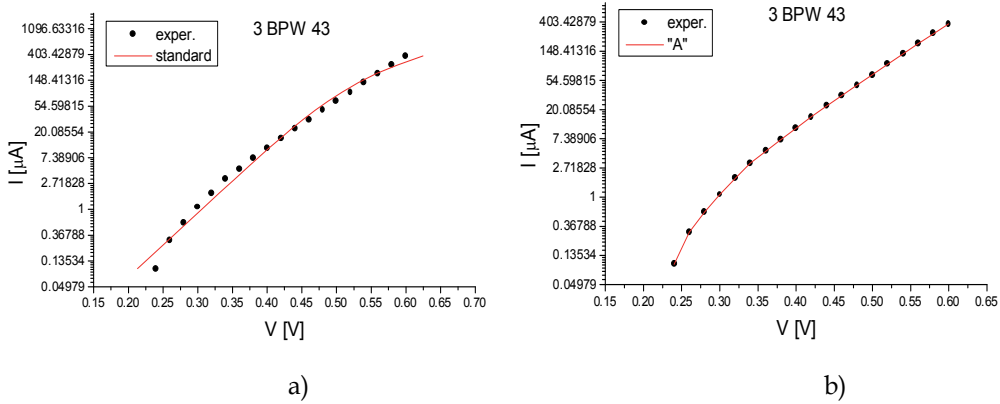 3 BPW 43
exper.
standard
I [µA]
1096.63316
403.42879
148.41316
54.59815
20.08554
7.38906
2.71828
1
0.36788
0.13534
0.04979
0.15 0.20 0.25 0.30 0.35 0.40 0.45 0.50 0.55 0.60 0.65 0.70
V [V]
a)
3 BPW 43
exper.
"A"
I [µA]
403.42879
148.41316
54.59815
20.08554
7.38906
2.71828
1
0.36788
0.13534
0.04979
0.15 0.20 0.25 0.30 0.35 0.40 0.45 0.50 0.55 0.60 0.65
V [V]
b)